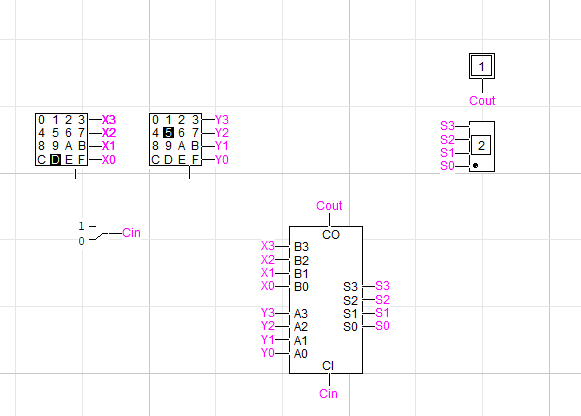 1
Cout
0 1 2 3 X3
4 5 6 7 X2
8 9 A B X1
C D E F X0
0 1 2 3 Y3
4 5 6 7 Y2
8 9 A B Y1
C D E F Y0
S3
S2
S1
S0
2
1
0
Cin
Cout
CO
X3 B3
X2 B2
X1 B1
X0 B0
S3 S3
S2 S2
S1 S1
S0 S0
Y3 A3
Y2 A2
Y1 A1
Y0 A0
CI
Cin